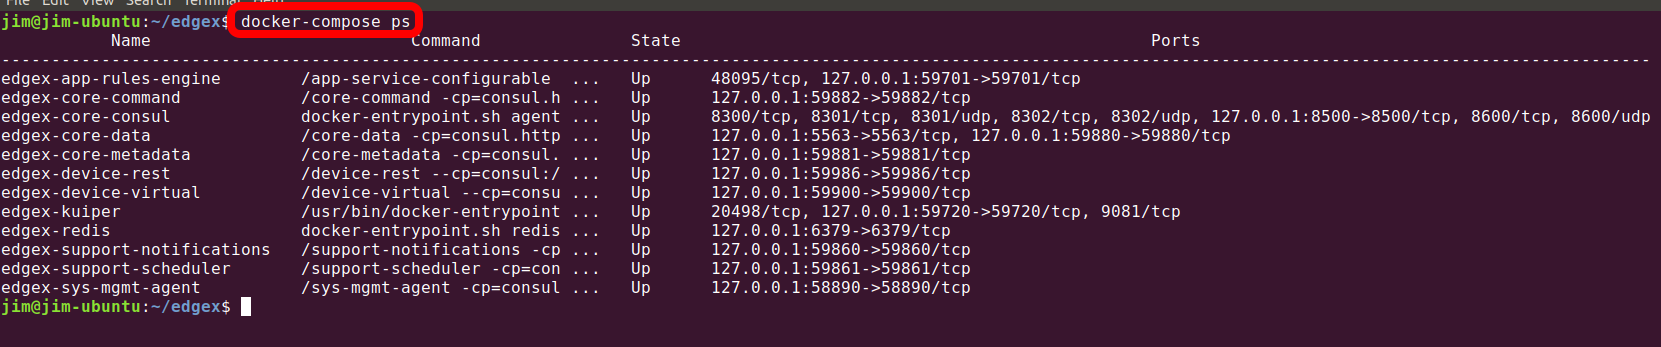 File Edit View Search Terminal Help
jim@jim-ubuntu:~/edgex$ docker-compose ps
Name Command State Ports
-----------------------------------------------------------------------------------------------------------------------------------------------------------------------
edgex-app-rules-engine /app-service-configurable ... Up 48095/tcp, 127.0.0.1:59701->59701/tcp
edgex-core-command /core-command -cp=consul.h ... Up 127.0.0.1:59882->59882/tcp
edgex-core-consul docker-entrypoint.sh agent ... Up 8300/tcp, 8301/tcp, 8301/udp, 8302/tcp, 8302/udp, 127.0.0.1:8500->8500/tcp, 8600/tcp, 8600/udp
edgex-core-data /core-data -cp=consul.http ... Up 127.0.0.1:5563->5563/tcp, 127.0.0.1:59880->59880/tcp
edgex-core-metadata /core-metadata -cp=consul. ... Up 127.0.0.1:59881->59881/tcp
edgex-device-rest /device-rest --cp=consul:/ ... Up 127.0.0.1:59986->59986/tcp
edgex-device-virtual /device-virtual --cp=consu ... Up 127.0.0.1:59900->59900/tcp
edgex-kuiper /usr/bin/docker-entrypoint ... Up 20498/tcp, 127.0.0.1:59720->59720/tcp, 9081/tcp
edgex-redis docker-entrypoint.sh redis ... Up 127.0.0.1:6379->6379/tcp
edgex-support-notifications /support-notifications -cp ... Up 127.0.0.1:59860->59860/tcp
edgex-support-scheduler /support-scheduler -cp=con ... Up 127.0.0.1:59861->59861/tcp
edgex-sys-mgmt-agent /sys-mgmt-agent -cp=consul ... Up 127.0.0.1:58890->58890/tcp
jim@jim-ubuntu:~/edgex$